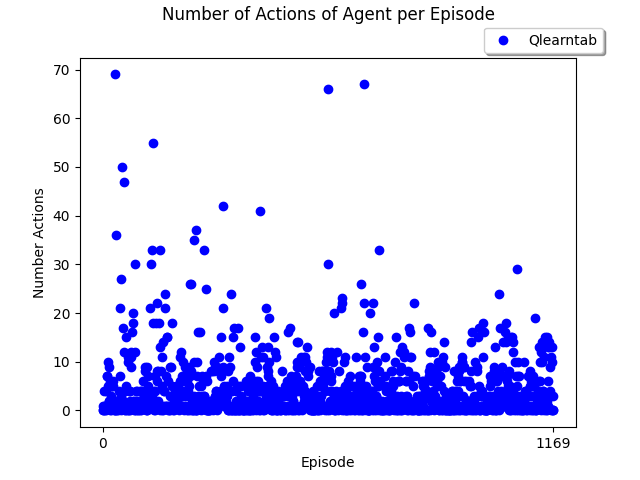 Number of Actions of Agent per Episode
Qlearntab
70
60
50
40
30
20
10
0
Number Actions
0 1169
Episode